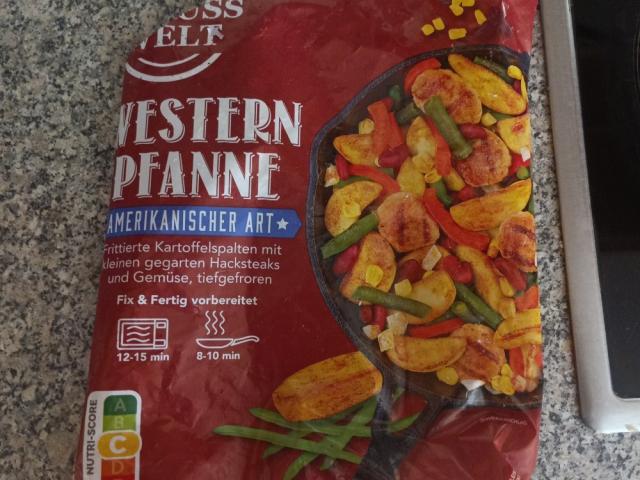 WELT
WESTERN
PFANNE
AMERIKANISCHER ART
Frittierte Kartoffelspalten mit
kleinen gegarten Hacksteaks
und Gemüse, tiefgefroren
Fix & Fertig vorbereitet
12-15 min
8-10 min
NUTRI-SCORE
A
B
C
D